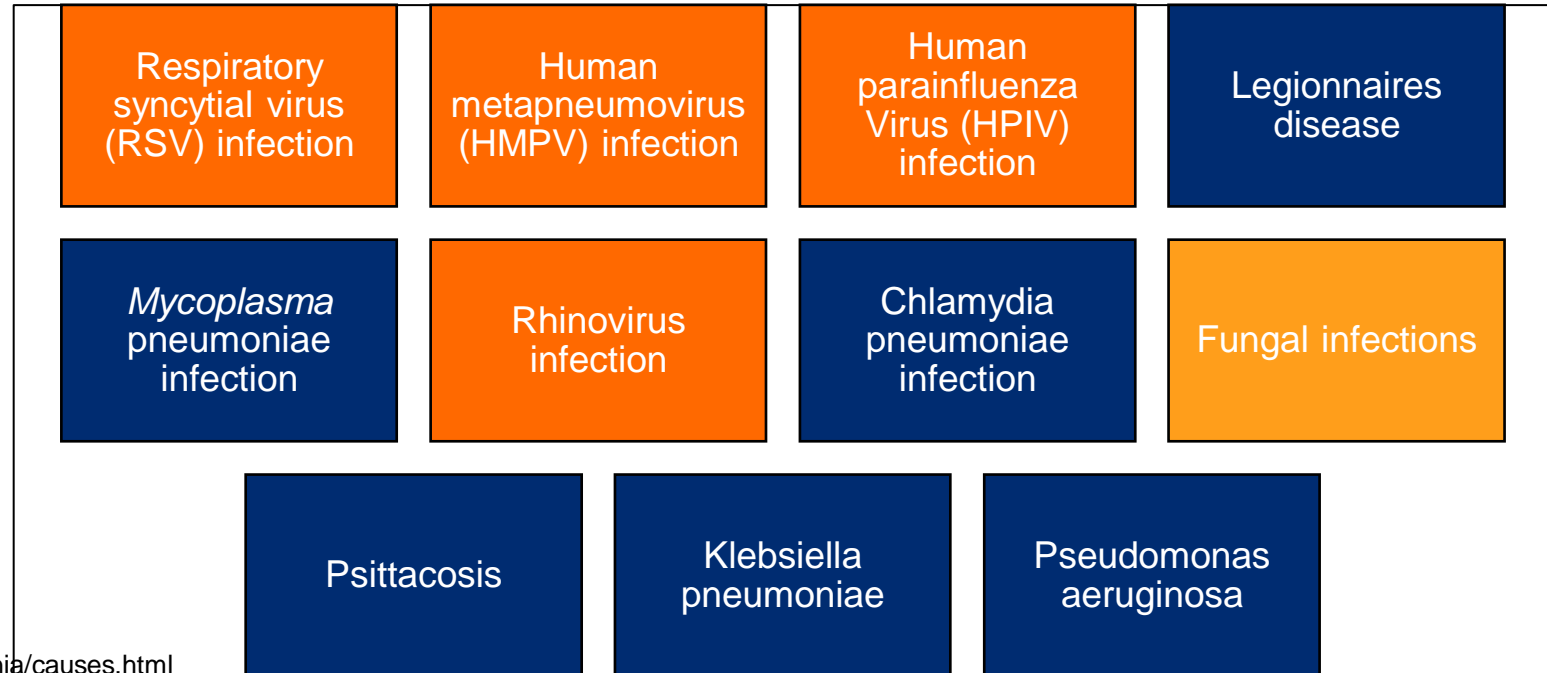 Respiratory
syncytial virus
(RSV) infection
Human
metapneumovirus
(HMPV) infection
Human
parainfluenza
Virus (HPIV)
infection
Legionnaires
disease
Mycoplasma
pneumoniae
infection
Rhinovirus
infection
Chlamydia
pneumoniae
infection
Fungal infections
Psittacosis
Klebsiella
pneumoniae
Pseudomonas
aeruginosa
ia/causes.html